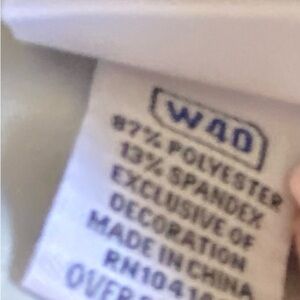 W40
87% POLYESTER
13% SPANDEX
EXCLUSIVE OF
DECORATION
MADE IN CHINA